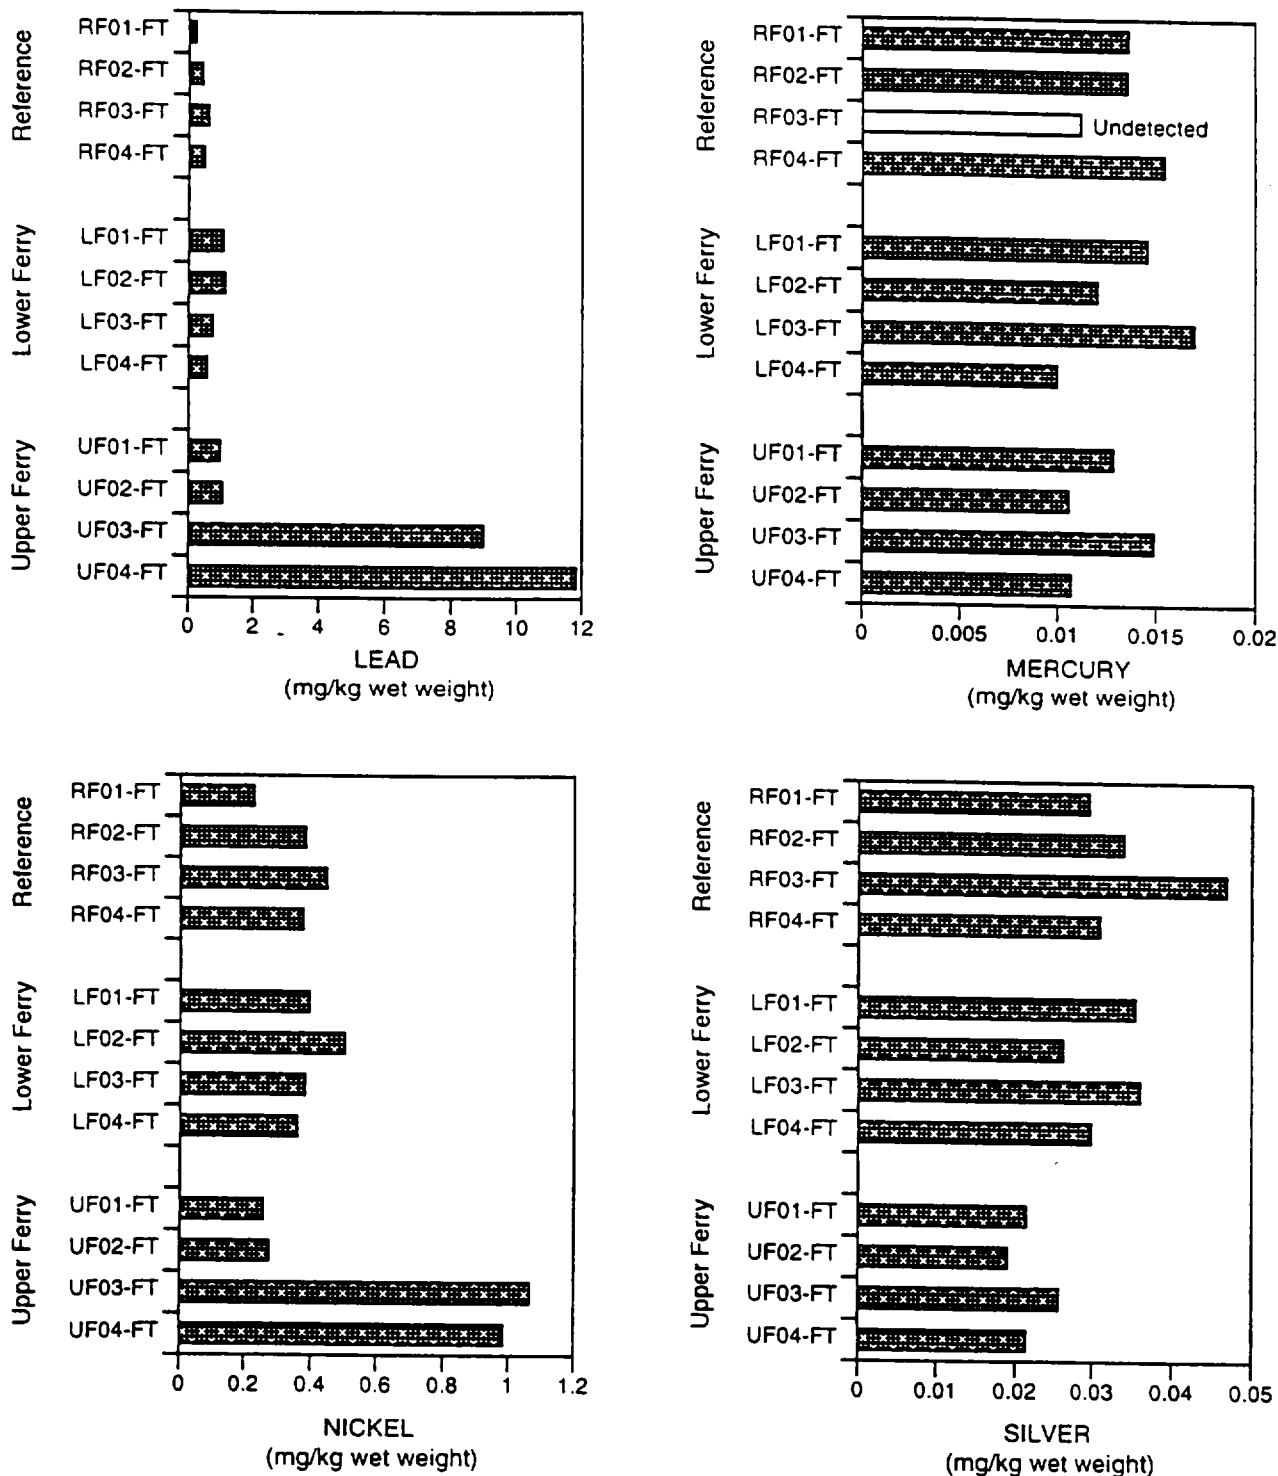 Reference
RF01-FT
RF02-FT
RF03-FT
RF04-FT
Lower Ferry
LF01-FT
LF02-FT
LF03-FT
LF04-FT
Upper Ferry
UF01-FT
UF02-FT
UF03-FT
UF04-FT
0 2 4 6 8 10 12
LEAD
(mg/kg wet weight)
Reference
RF01-FT
RF02-FT
RF03-FT Undetected
RF04-FT
Lower Ferry
LF01-FT
LF02-FT
LF03-FT
LF04-FT
Upper Ferry
UF01-FT
UF02-FT
UF03-FT
UF04-FT
0 0.005 0.01 0.015 0.02
MERCURY
(mg/kg wet weight)
Reference
RF01-FT
RF02-FT
RF03-FT
RF04-FT
Lower Ferry
LF01-FT
LF02-FT
LF03-FT
LF04-FT
Upper Ferry
UF01-FT
UF02-FT
UF03-FT
UF04-FT
0 0.2 0.4 0.6 0.8 1 1.2
NICKEL
(mg/kg wet weight)
Reference
RF01-FT
RF02-FT
RF03-FT
RF04-FT
Lower Ferry
LF01-FT
LF02-FT
LF03-FT
LF04-FT
Upper Ferry
UF01-FT
UF02-FT
UF03-FT
UF04-FT
0 0.01 0.02 0.03 0.04 0.05
SILVER
(mg/kg wet weight)